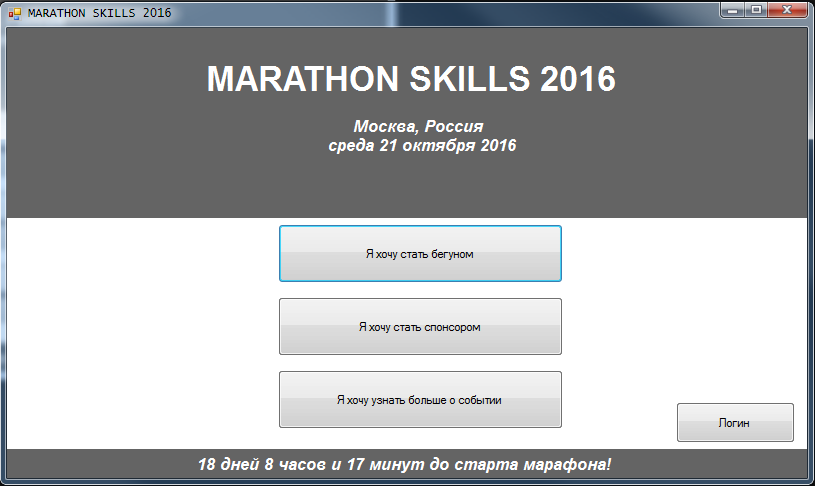 MARATHON SKILLS 2016
MARATHON SKILLS 2016
Москва, Россия
среда 21 октября 2016
Я хочу стать бегуном
Я хочу стать спонсором
Я хочу узнать больше о событии
Логин
18 дней 8 часов и 17 минут до старта марафона!